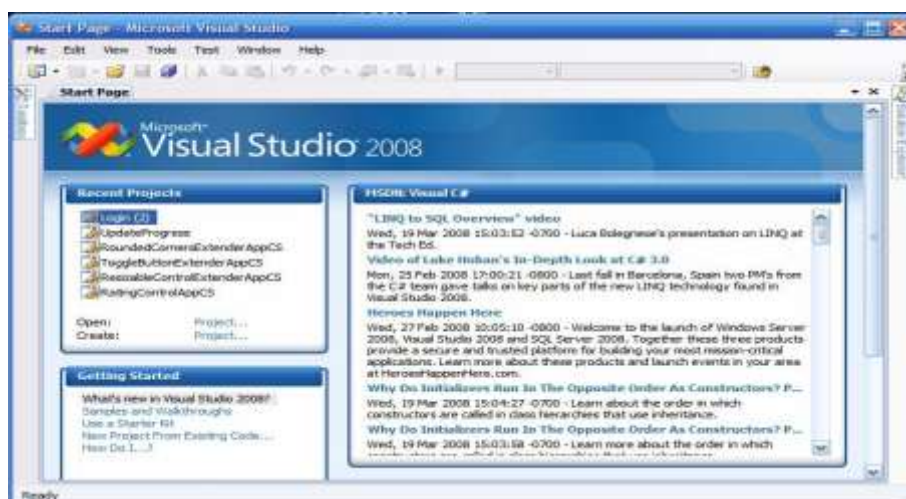 Start Page - Microsoft Visual Studio
File Edit View Tools Test Window Help
Start Page
Microsoft
Visual Studio 2008
Recent Projects
Login (2)
UpdateProgress
RoundedCornersExtenderAppCS
ToggleButtonExtenderAppCS
ResizableControlExtenderAppCS
RatingControlAppCS
Open: Project...
Create: Project...
Getting Started
What's new in Visual Studio 2008?
Samples and Walkthroughs
Use a Starter Kit
New Project From Existing Code...
How Do I...?
MSDN: Visual C#
"LINQ to SQL Overview" video
Wed, 19 Mar 2008 15:03:52 -0700 - Luca Bolegnese's presentation on LINQ at
the Tech Ed.
Video of Luke Hoban's In-Depth Look at C# 3.0
Mon, 25 Feb 2008 17:00:21 -0800 - Last fall in Barcelona, Spain two PM's from
the C# team gave talks on key parts of the new LINQ technology found in
Visual Studio 2008.
Heroes Happen Here
Wed, 27 Feb 2008 10:05:10 -0800 - Welcome to the launch of Windows Server
2008, Visual Studio 2008 and SQL Server 2008. Together these three products
provide a secure and trusted platform for building your most mission-critical
applications. Learn more about these products and launch events in your area
at HeroesHappenHere.com.
Why Do Initializers Run In The Opposite Order As Constructors? P...
Wed, 19 Mar 2008 15:04:27 -0700 - Learn about the order in which
constructors are called in class hierarchies that use inheritance.
Why Do Initializers Run In The Opposite Order As Constructors? P...
Wed, 19 Mar 2008 15:03:58 -0700 - Learn more about the order in which
Solution Explorer
Ready